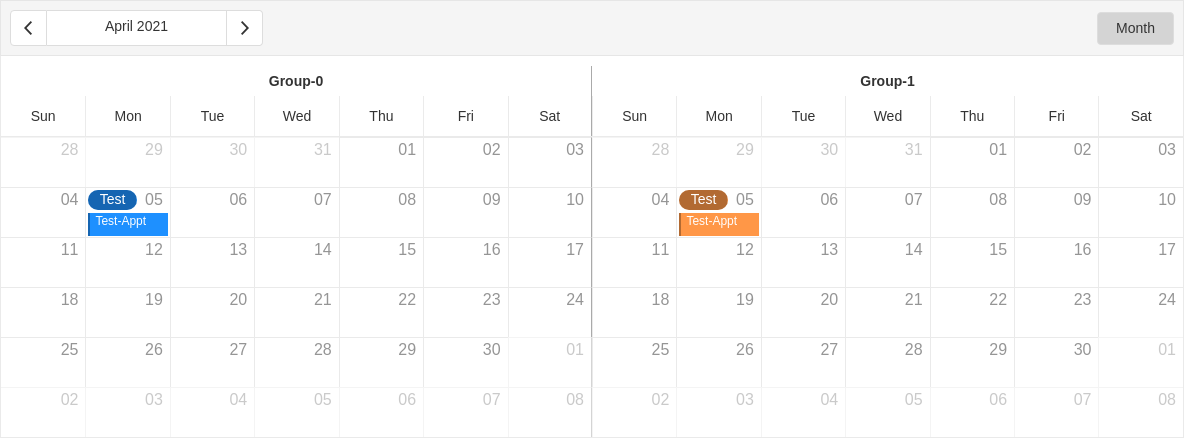 April 2021 Month
Group-0 Group-1
Sun Mon Tue Wed Thu Fri Sat Sun Mon Tue Wed Thu Fri Sat
28 29 30 31 01 02 03 28 29 30 31 01 02 03
04 Test 05 06 07 08 09 10 04 Test 05 06 07 08 09 10
Test-Appt Test-Appt
11 12 13 14 15 16 17 11 12 13 14 15 16 17
18 19 20 21 22 23 24 18 19 20 21 22 23 24
25 26 27 28 29 30 01 25 26 27 28 29 30 01
02 03 04 05 06 07 08 02 03 04 05 06 07 08